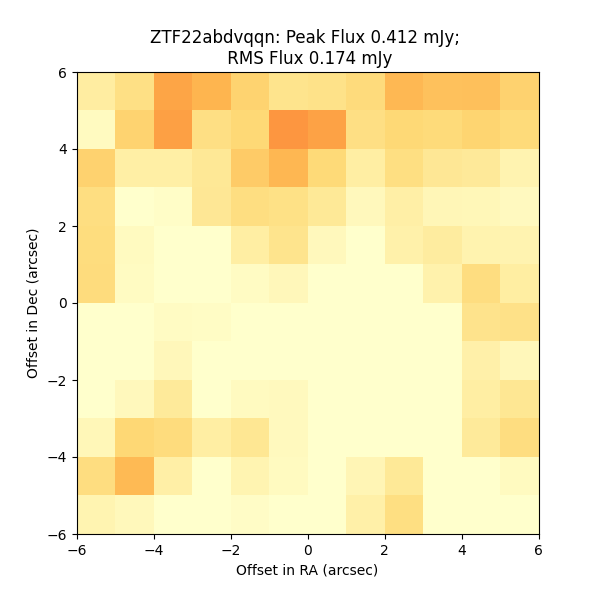 ZTF22abdvqqn: Peak Flux 0.412 mJy;
RMS Flux 0.174 mJy
6
4
2
0
−2
−4
−6
Offset in Dec (arcsec)
−6 −4 −2 0 2 4 6
Offset in RA (arcsec)